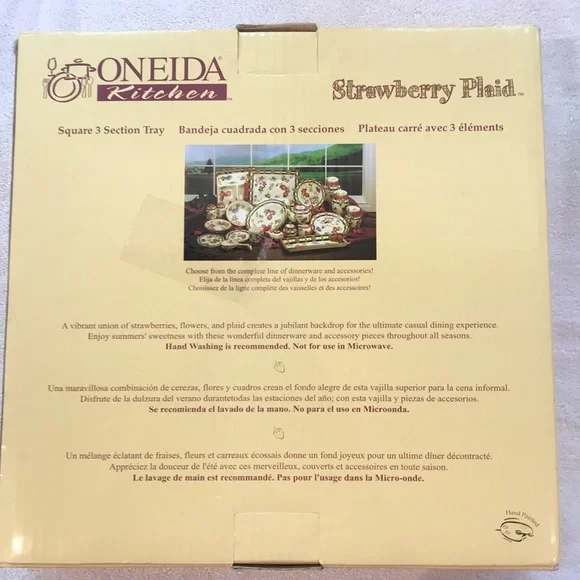 ONEIDA®
Kitchen™
Strawberry Plaid™
Square 3 Section Tray Bandeja cuadrada con 3 secciones Plateau carré avec 3 éléments
Choose from the complete line of dinnerware and accessories!
Elija de la línea completa del vajillas y de los accesorios!
Choisissez de la ligne complète des vaisselles et des accessoires!
A vibrant union of strawberries, flowers, and plaid creates a jubilant backdrop for the ultimate casual dining experience.
Enjoy summers' sweetness with these wonderful dinnerware and accessory pieces throughout all seasons.
Hand Washing is recommended. Not for use in Microwave.
Una maravillosa combinación de cerezas, flores y cuadros crean el fondo alegre de esta vajilla superior para la cena informal.
Disfrute de la dulzura del verano durantetodas las estaciones del año; con esta vajilla y piezas de accesorios.
Se recomienda el lavado de la mano. No para el uso en Microonda.
Un mélange éclatant de fraises, fleurs et carreaux écossais donne un fond joyeux pour un ultime dîner décontracté.
Appréciez la douceur de l'été avec ces merveilleux, couverts et accessoires en toute saison.
Le lavage de main est recommandé. Pas pour l'usage dans la Micro-onde.
Hand Painted